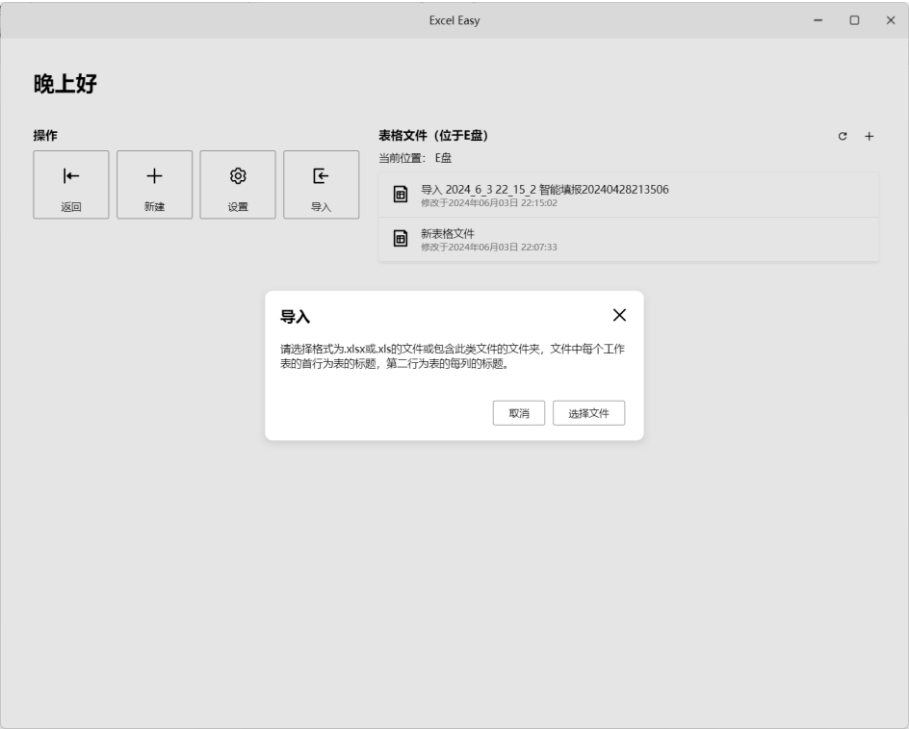 Excel Easy
晚上好
操作
返回
新建
设置
导入
表格文件（位于E盘）
当前位置： E盘
导入 2024_6_3 22_15_2 智能填报20240428213506
修改于2024年06月03日 22:15:02
新表格文件
修改于2024年06月03日 22:07:33
导入
请选择格式为.xlsx或.xls的文件或包含此类文件的文件夹，文件中每个工作
表的首行为表的标题，第二行为表的每列的标题。
取消
选择文件